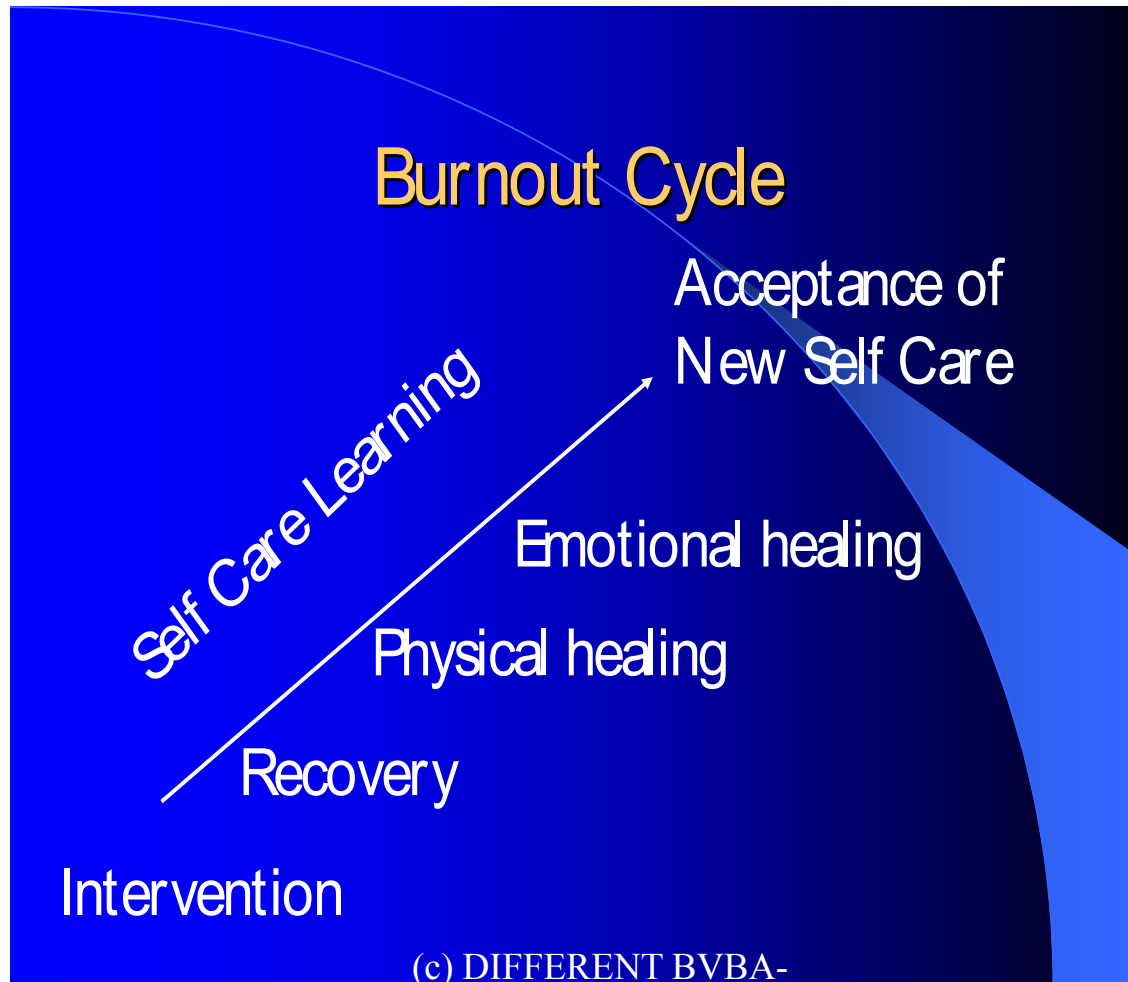 Burnout Cycle
Acceptance of
New Self Care
Self Care Learning
Emotional healing
Physical healing
Recovery
Intervention
(c) DIFFERENT BVBA-